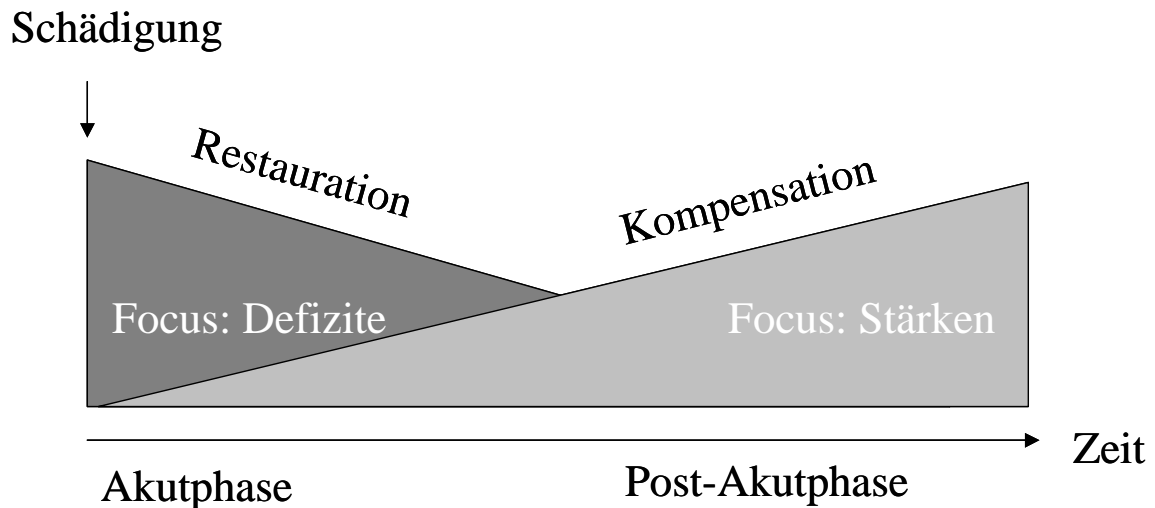 Schädigung
Restauration
Kompensation
Focus: Defizite
Focus: Stärken
Zeit
Akutphase
Post-Akutphase